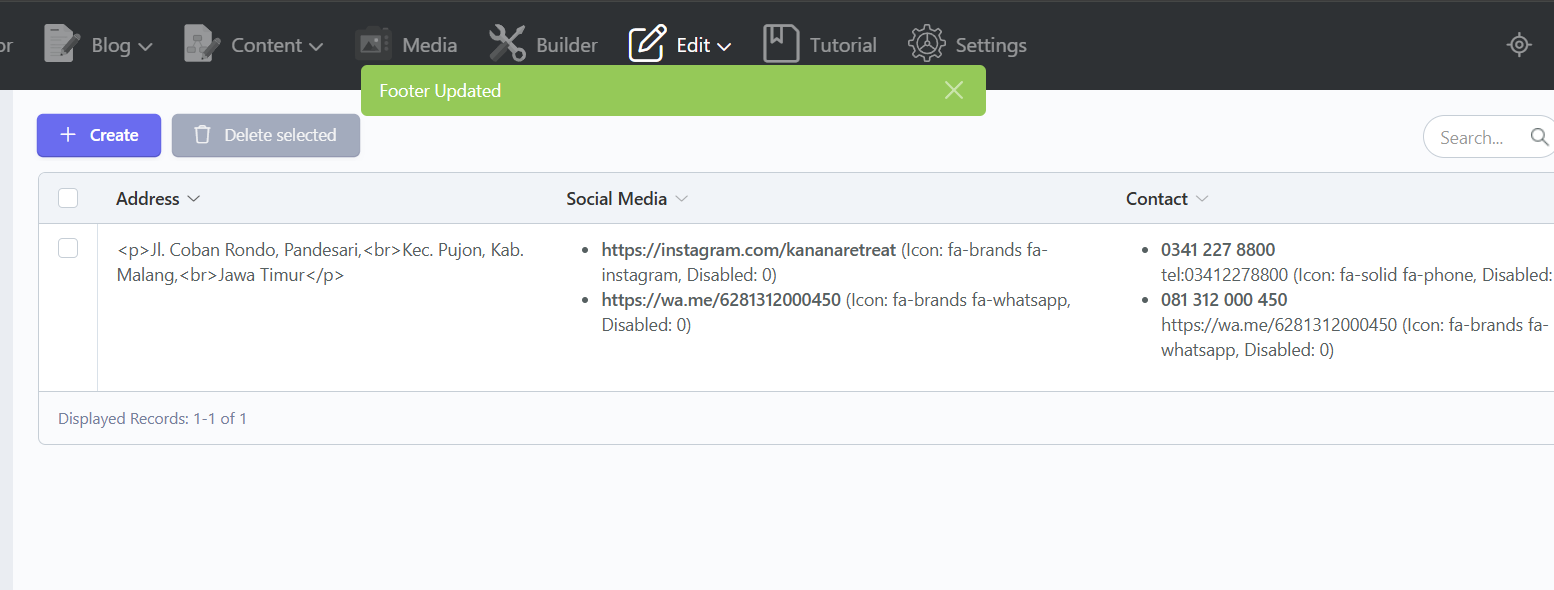 or Blog Content Media Builder Edit Tutorial Settings
Footer Updated
Create Delete selected Search...
Address Social Media Contact
<p>Jl. Coban Rondo, Pandesari,<br>Kec. Pujon, Kab.
Malang,<br>Jawa Timur</p>
• https://instagram.com/kananaretreat (Icon: fa-brands fa-
instagram, Disabled: 0)
• https://wa.me/6281312000450 (Icon: fa-brands fa-whatsapp,
Disabled: 0)
• 0341 227 8800
tel:03412278800 (Icon: fa-solid fa-phone, Disabled:
• 081 312 000 450
https://wa.me/6281312000450 (Icon: fa-brands fa-
whatsapp, Disabled: 0)
Displayed Records: 1-1 of 1